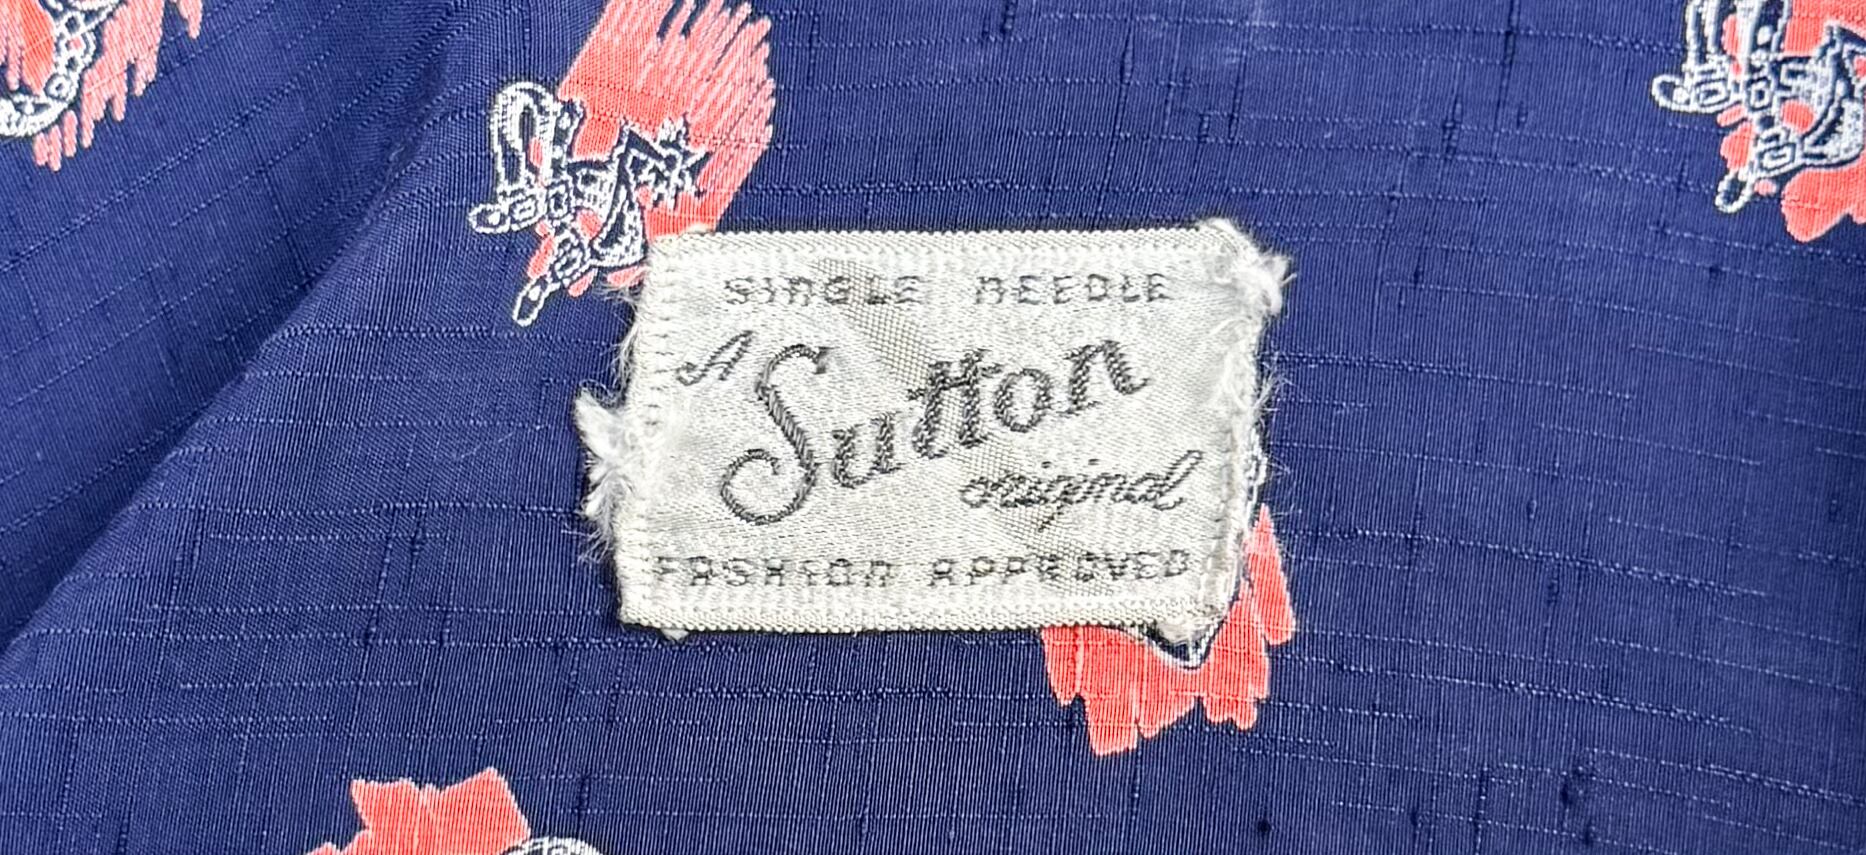 SINGLE NEEDLE
A Sutton
original
FASHION APPROVED